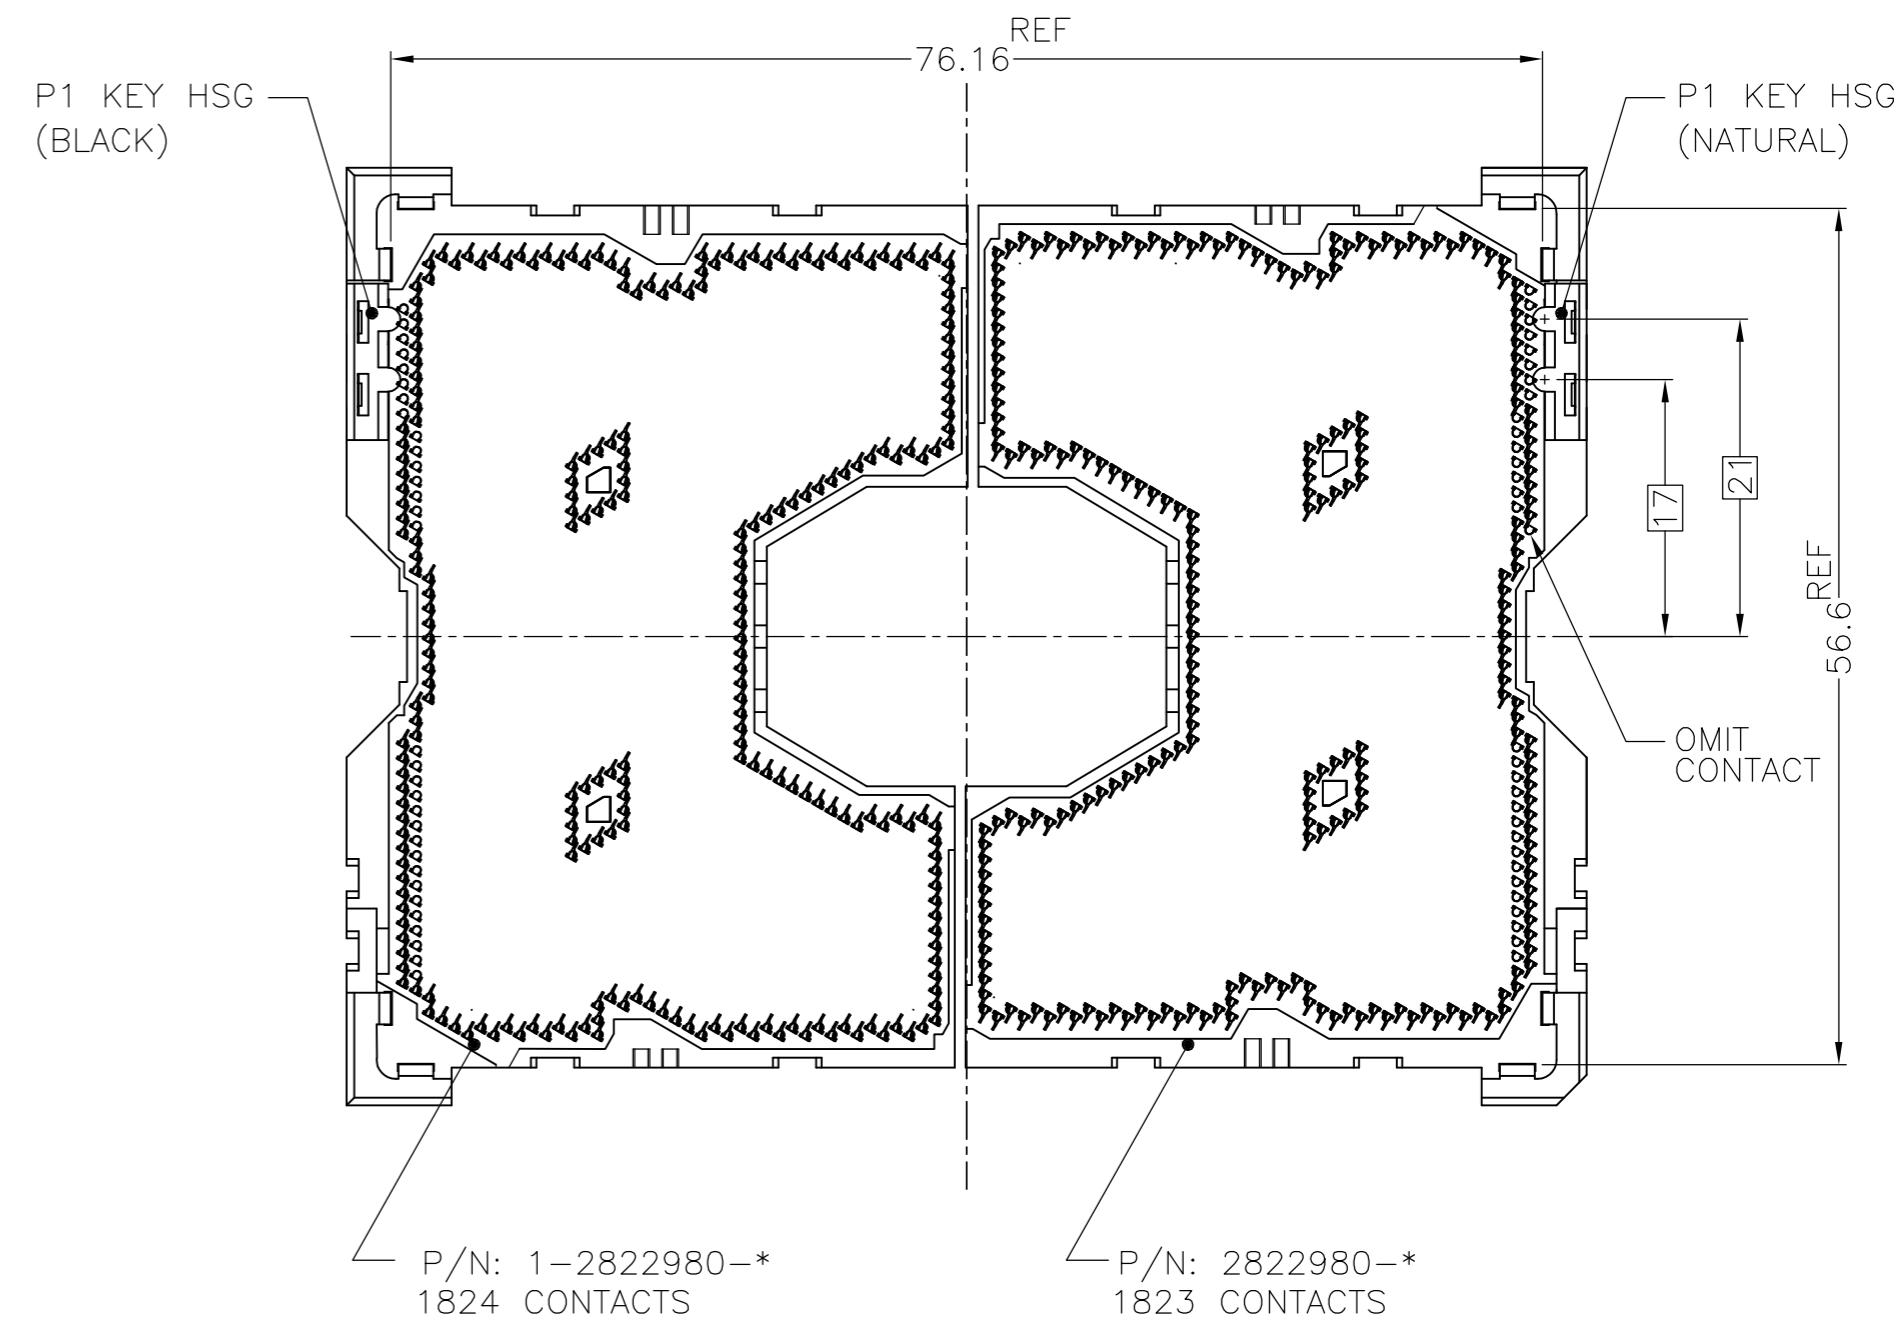 REF
76.16
P1 KEY HSG
(BLACK)
P1 KEY HSG
(NATURAL)
21
17
REF
56.6
OMIT
CONTACT
P/N: 1-2822980-*
1824 CONTACTS
P/N: 2822980-*
1823 CONTACTS